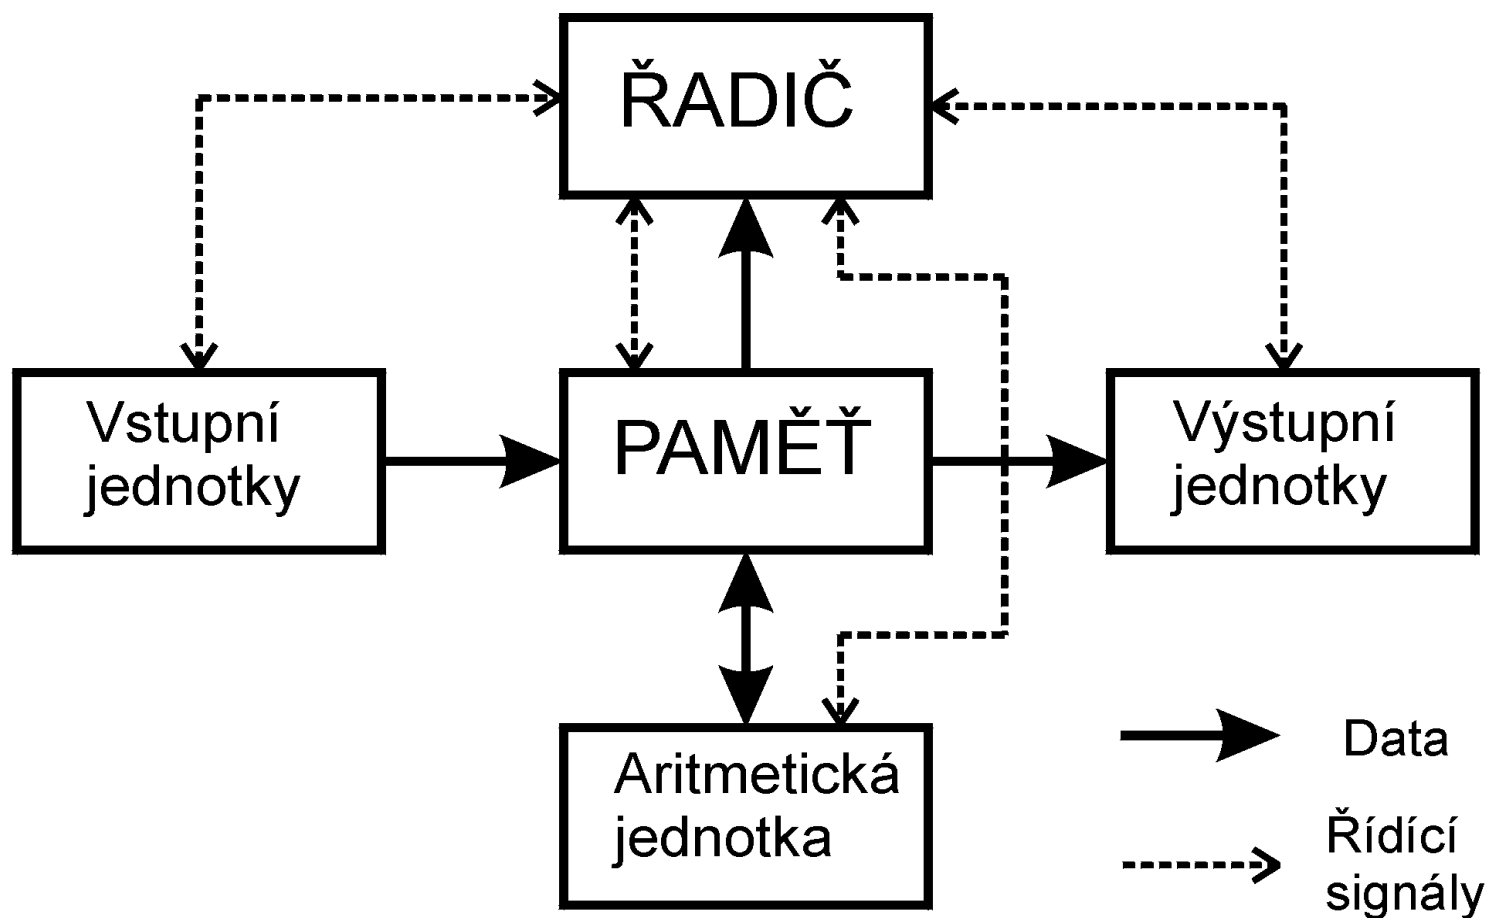 ŘADIČ
Vstupní
jednotky
PAMĚŤ
Výstupní
jednotky
Aritmetická
jednotka
Data
Řídící
signály